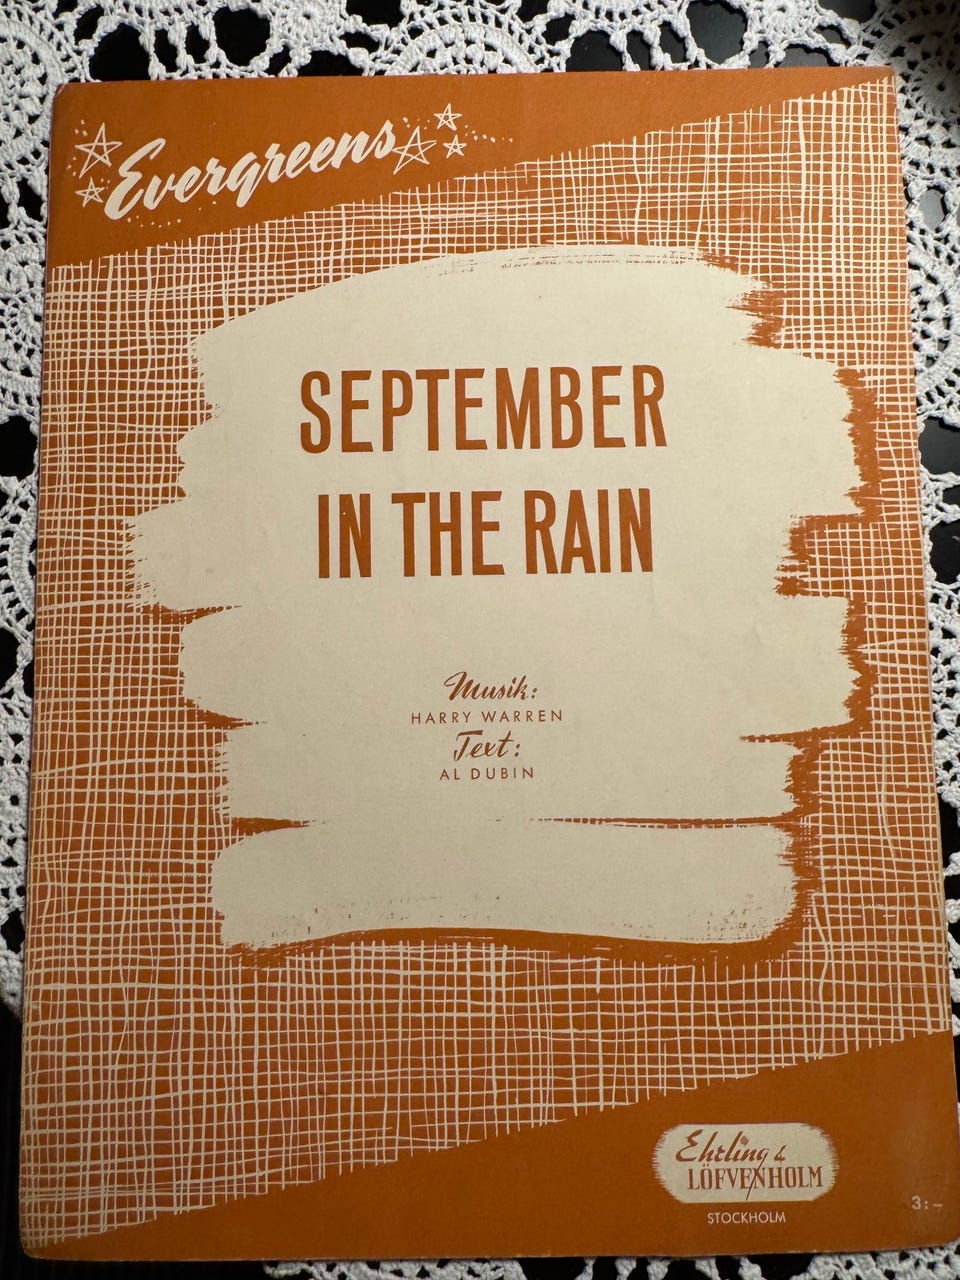 Evergreens
SEPTEMBER
IN THE RAIN
Musik:
HARRY WARREN
Text:
AL DUBIN
Ehrling &
LÖFVENHOLM
STOCKHOLM
3:-